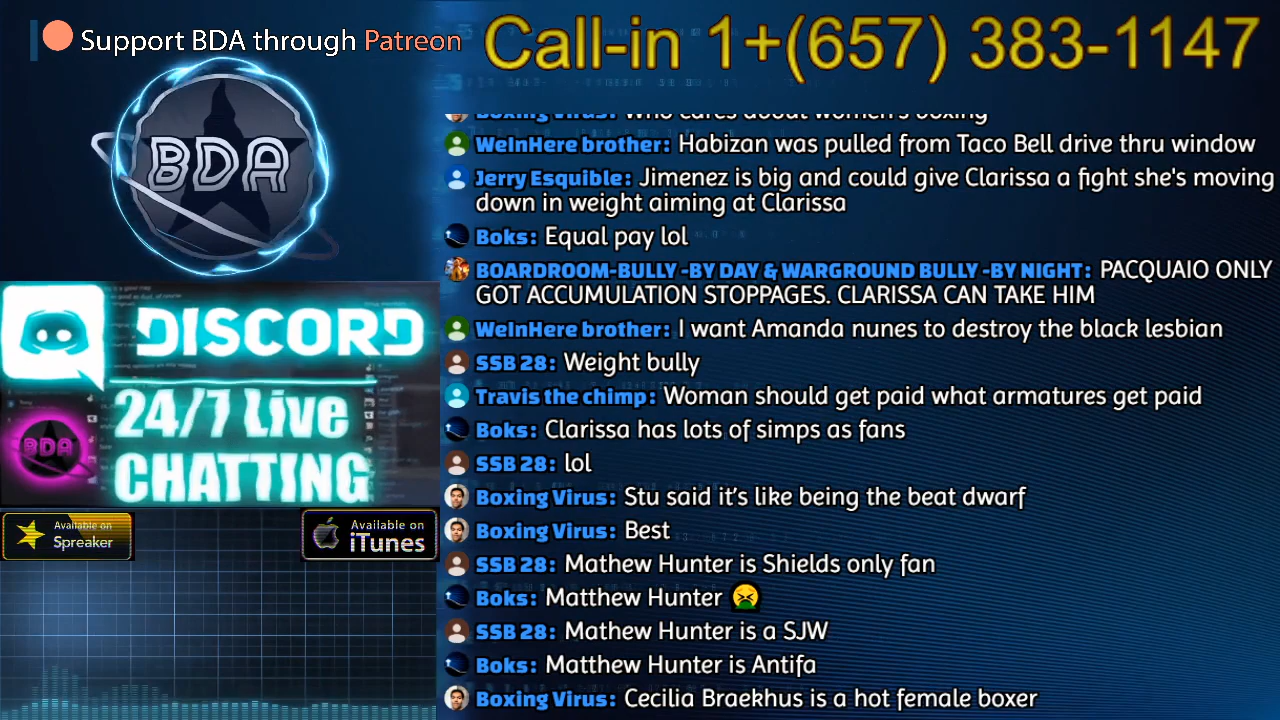 Support BDA through Patreon
Call-in 1+(657) 383-1147
BDA
Boxing Virus: Who cares about women's boxing
WeInHere brother: Habizan was pulled from Taco Bell drive thru window
Jerry Esquible: Jimenez is big and could give Clarissa a fight she's moving
down in weight aiming at Clarissa
Boks: Equal pay lol
BOARDROOM-BULLY -BY DAY & WARGROUND BULLY -BY NIGHT: PACQUAIO ONLY
GOT ACCUMULATION STOPPAGES. CLARISSA CAN TAKE HIM
WeInHere brother: I want Amanda nunes to destroy the black lesbian
SSB 28: Weight bully
Travis the chimp: Woman should get paid what armatures get paid
Boks: Clarissa has lots of simps as fans
SSB 28: lol
Boxing Virus: Stu said it's like being the beat dwarf
Boxing Virus: Best
SSB 28: Mathew Hunter is Shields only fan
Boks: Matthew Hunter 🤮
SSB 28: Mathew Hunter is a SJW
Boks: Matthew Hunter is Antifa
Boxing Virus: Cecilia Braekhus is a hot female boxer
DISCORD
24/7 Live
CHATTING
BDA
Available on
Spreaker
Available on
iTunes